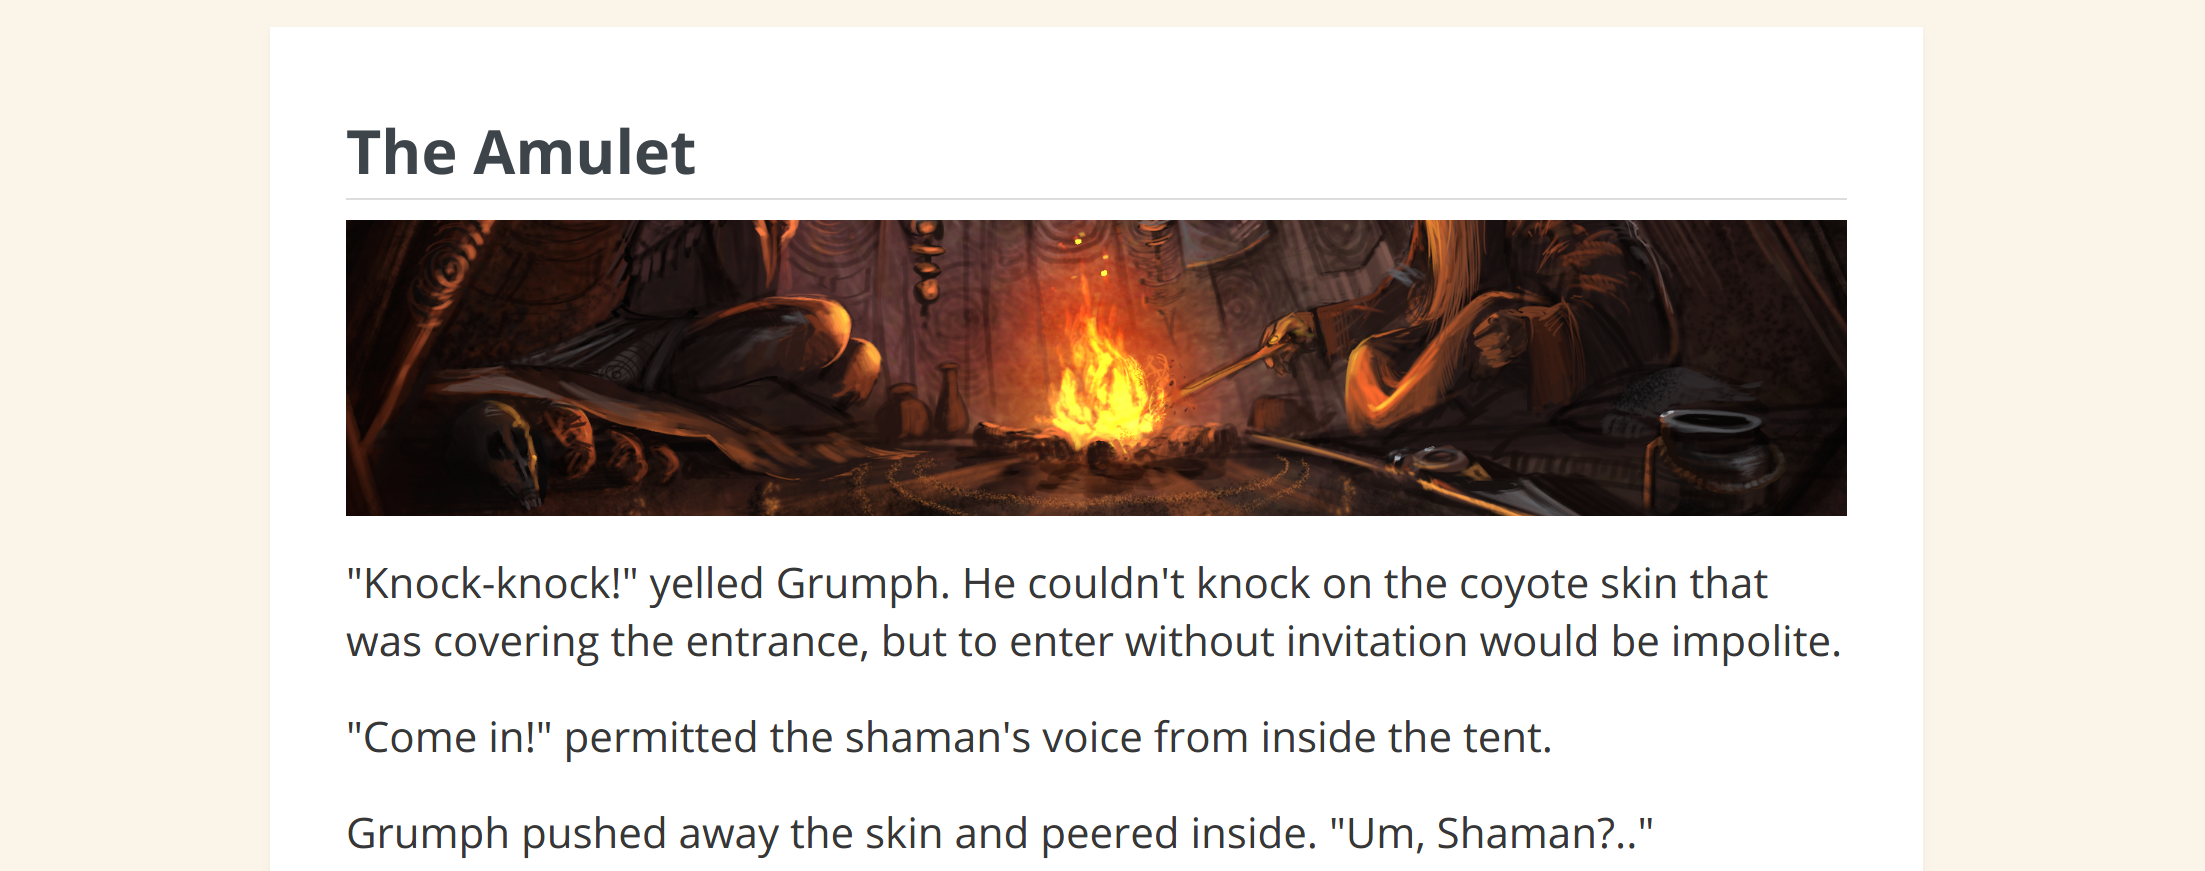 The Amulet
"Knock-knock!" yelled Grumph. He couldn't knock on the coyote skin that
was covering the entrance, but to enter without invitation would be impolite.
"Come in!" permitted the shaman's voice from inside the tent.
Grumph pushed away the skin and peered inside. "Um, Shaman?.."